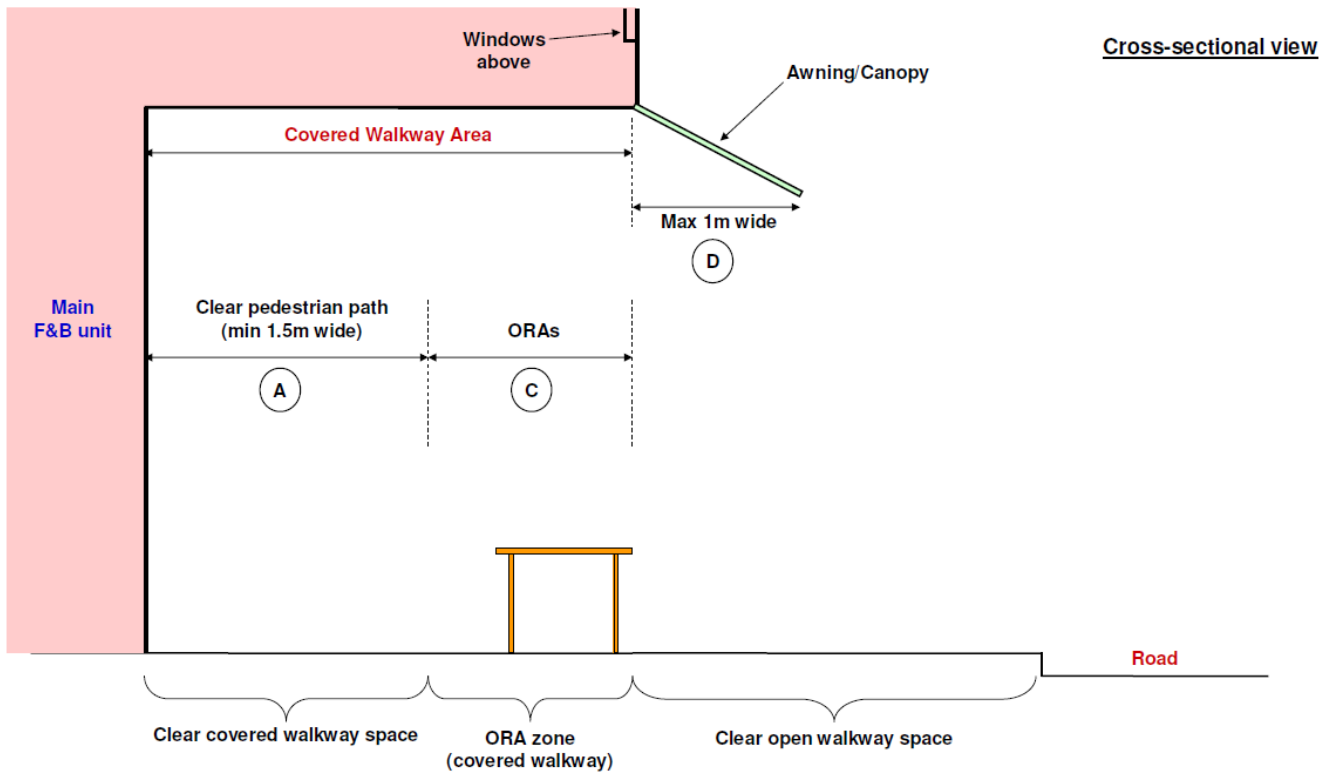 Windows
above
Cross-sectional view
Awning/Canopy
Covered Walkway Area
Max 1m wide
D
Main
F&B unit
Clear pedestrian path
(min 1.5m wide)
ORAs
A
C
Road
Clear covered walkway space
ORA zone
(covered walkway)
Clear open walkway space